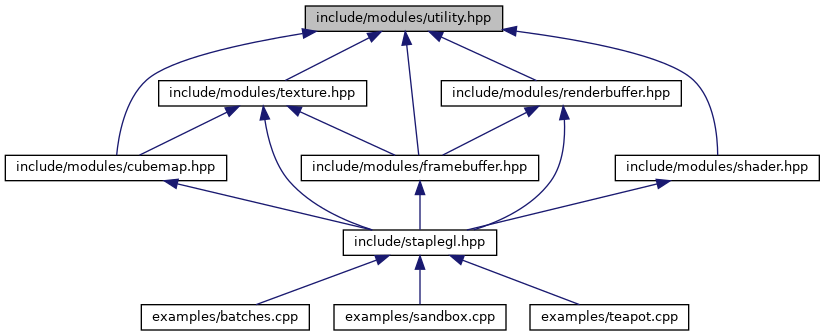 include/modules/utility.hpp
include/modules/texture.hpp
include/modules/renderbuffer.hpp
include/modules/cubemap.hpp
include/modules/framebuffer.hpp
include/modules/shader.hpp
include/staplegl.hpp
examples/batches.cpp
examples/sandbox.cpp
examples/teapot.cpp